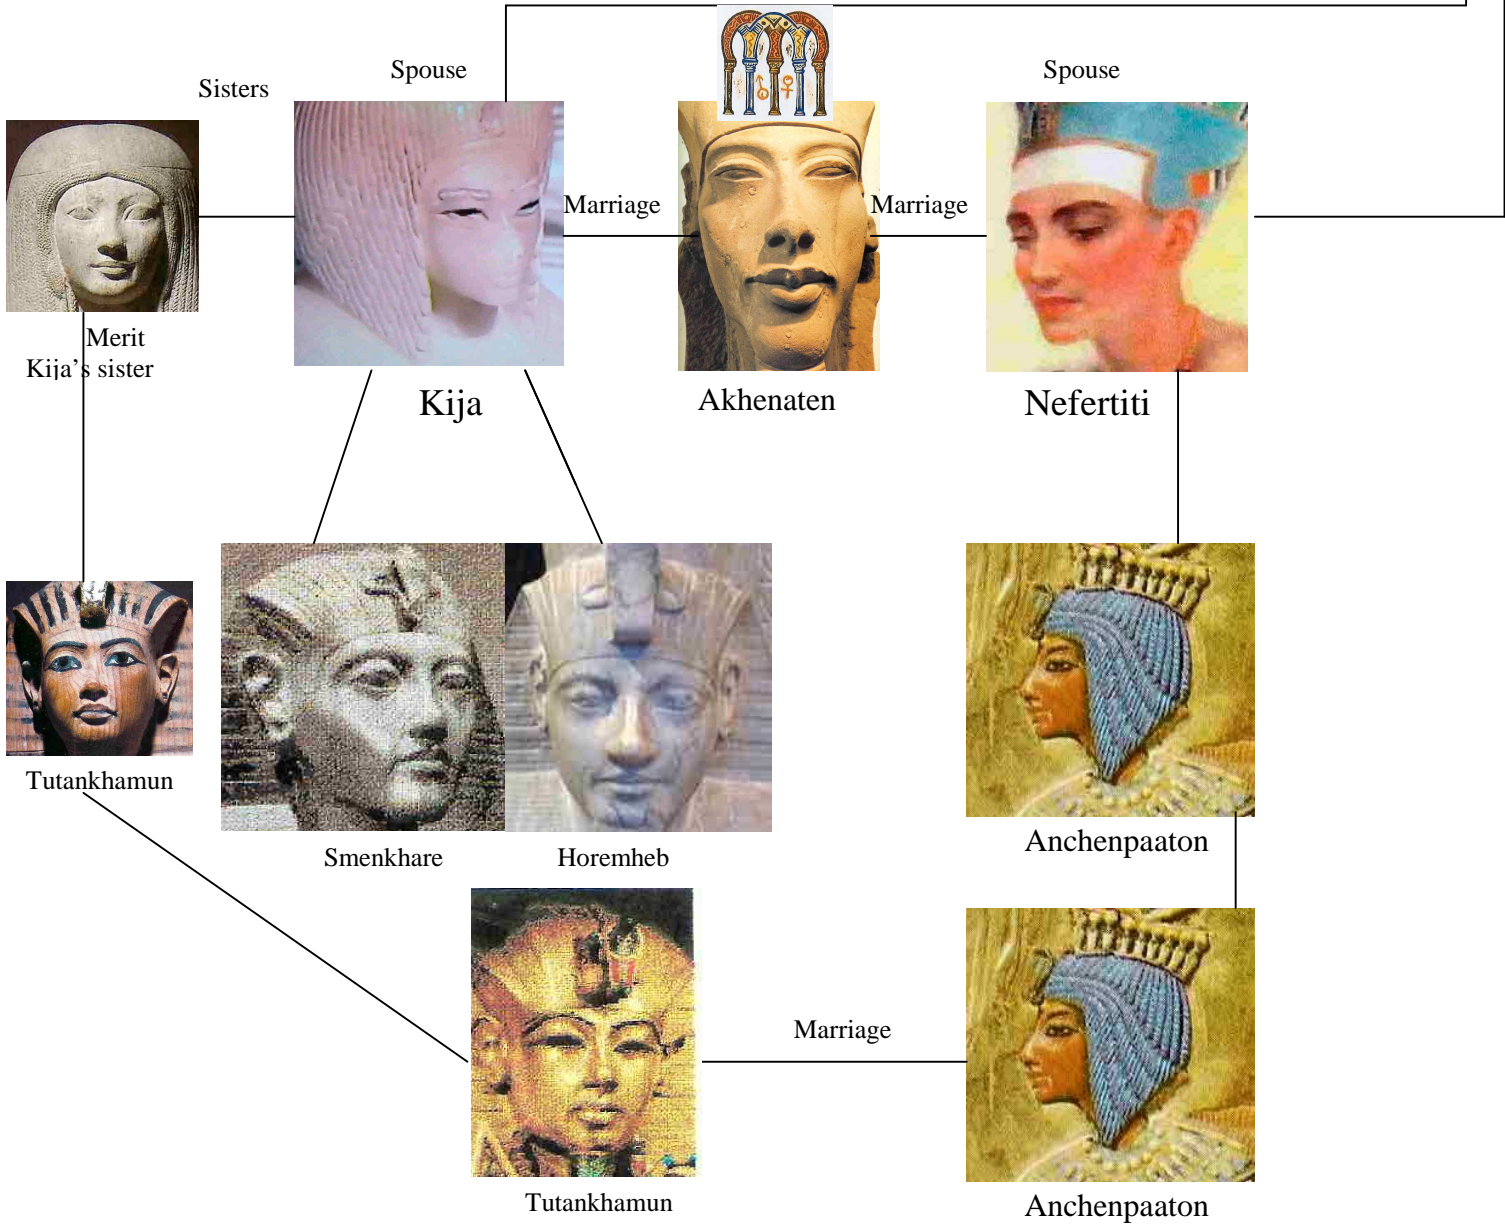 Sisters
Spouse
Spouse
Marriage
Marriage
Merit
Kija's sister
Kija
Akhenaten
Nefertiti
Tutankhamun
Smenkhare
Horemheb
Anchenpaaton
Marriage
Tutankhamun
Anchenpaaton